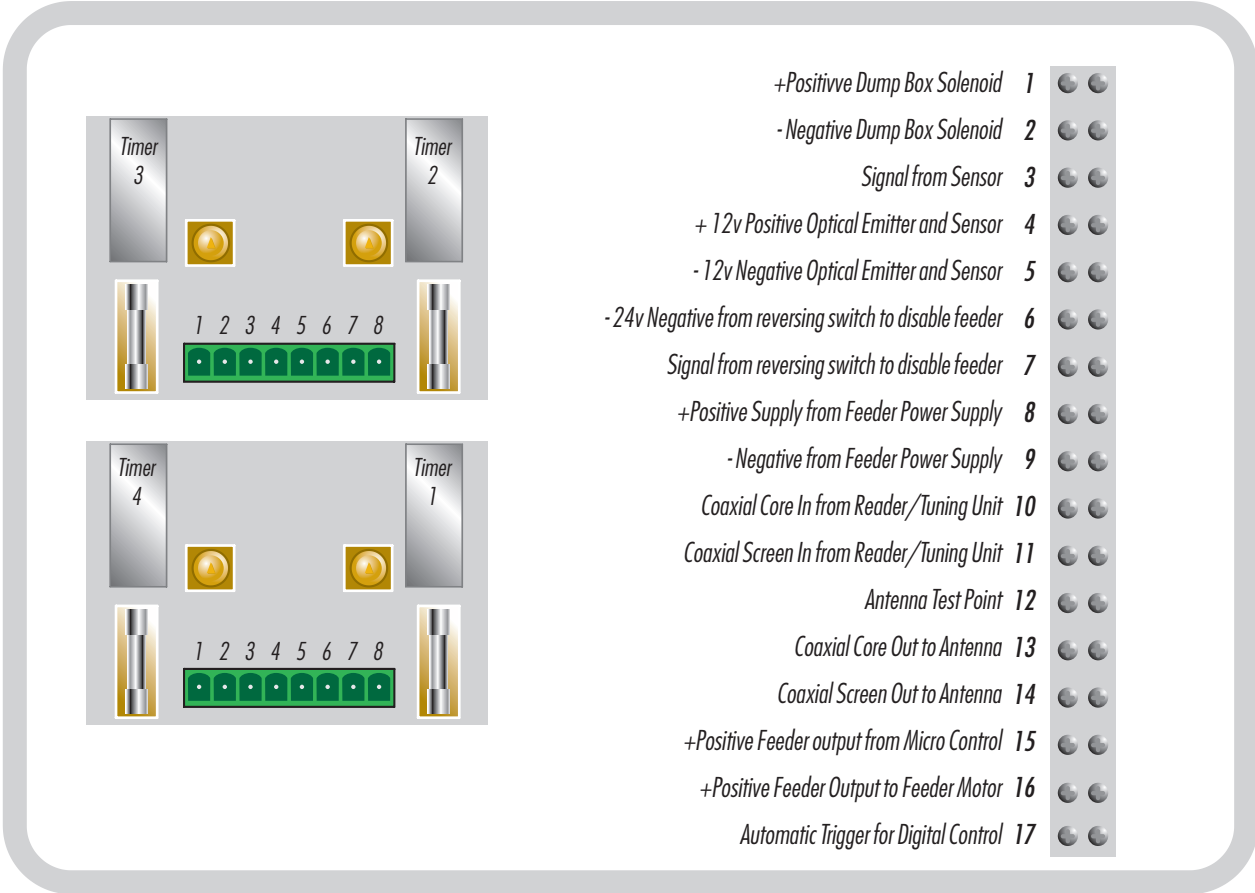 Timer
3
Timer
2
1 2 3 4 5 6 7 8
Timer
4
Timer
1
1 2 3 4 5 6 7 8
+Positivve Dump Box Solenoid 1
- Negative Dump Box Solenoid 2
Signal from Sensor 3
+ 12v Positive Optical Emitter and Sensor 4
- 12v Negative Optical Emitter and Sensor 5
- 24v Negative from reversing switch to disable feeder 6
Signal from reversing switch to disable feeder 7
+Positive Supply from Feeder Power Supply 8
- Negative from Feeder Power Supply 9
Coaxial Core In from Reader/Tuning Unit 10
Coaxial Screen In from Reader/Tuning Unit 11
Antenna Test Point 12
Coaxial Core Out to Antenna 13
Coaxial Screen Out to Antenna 14
+Positive Feeder output from Micro Control 15
+Positive Feeder Output to Feeder Motor 16
Automatic Trigger for Digital Control 17